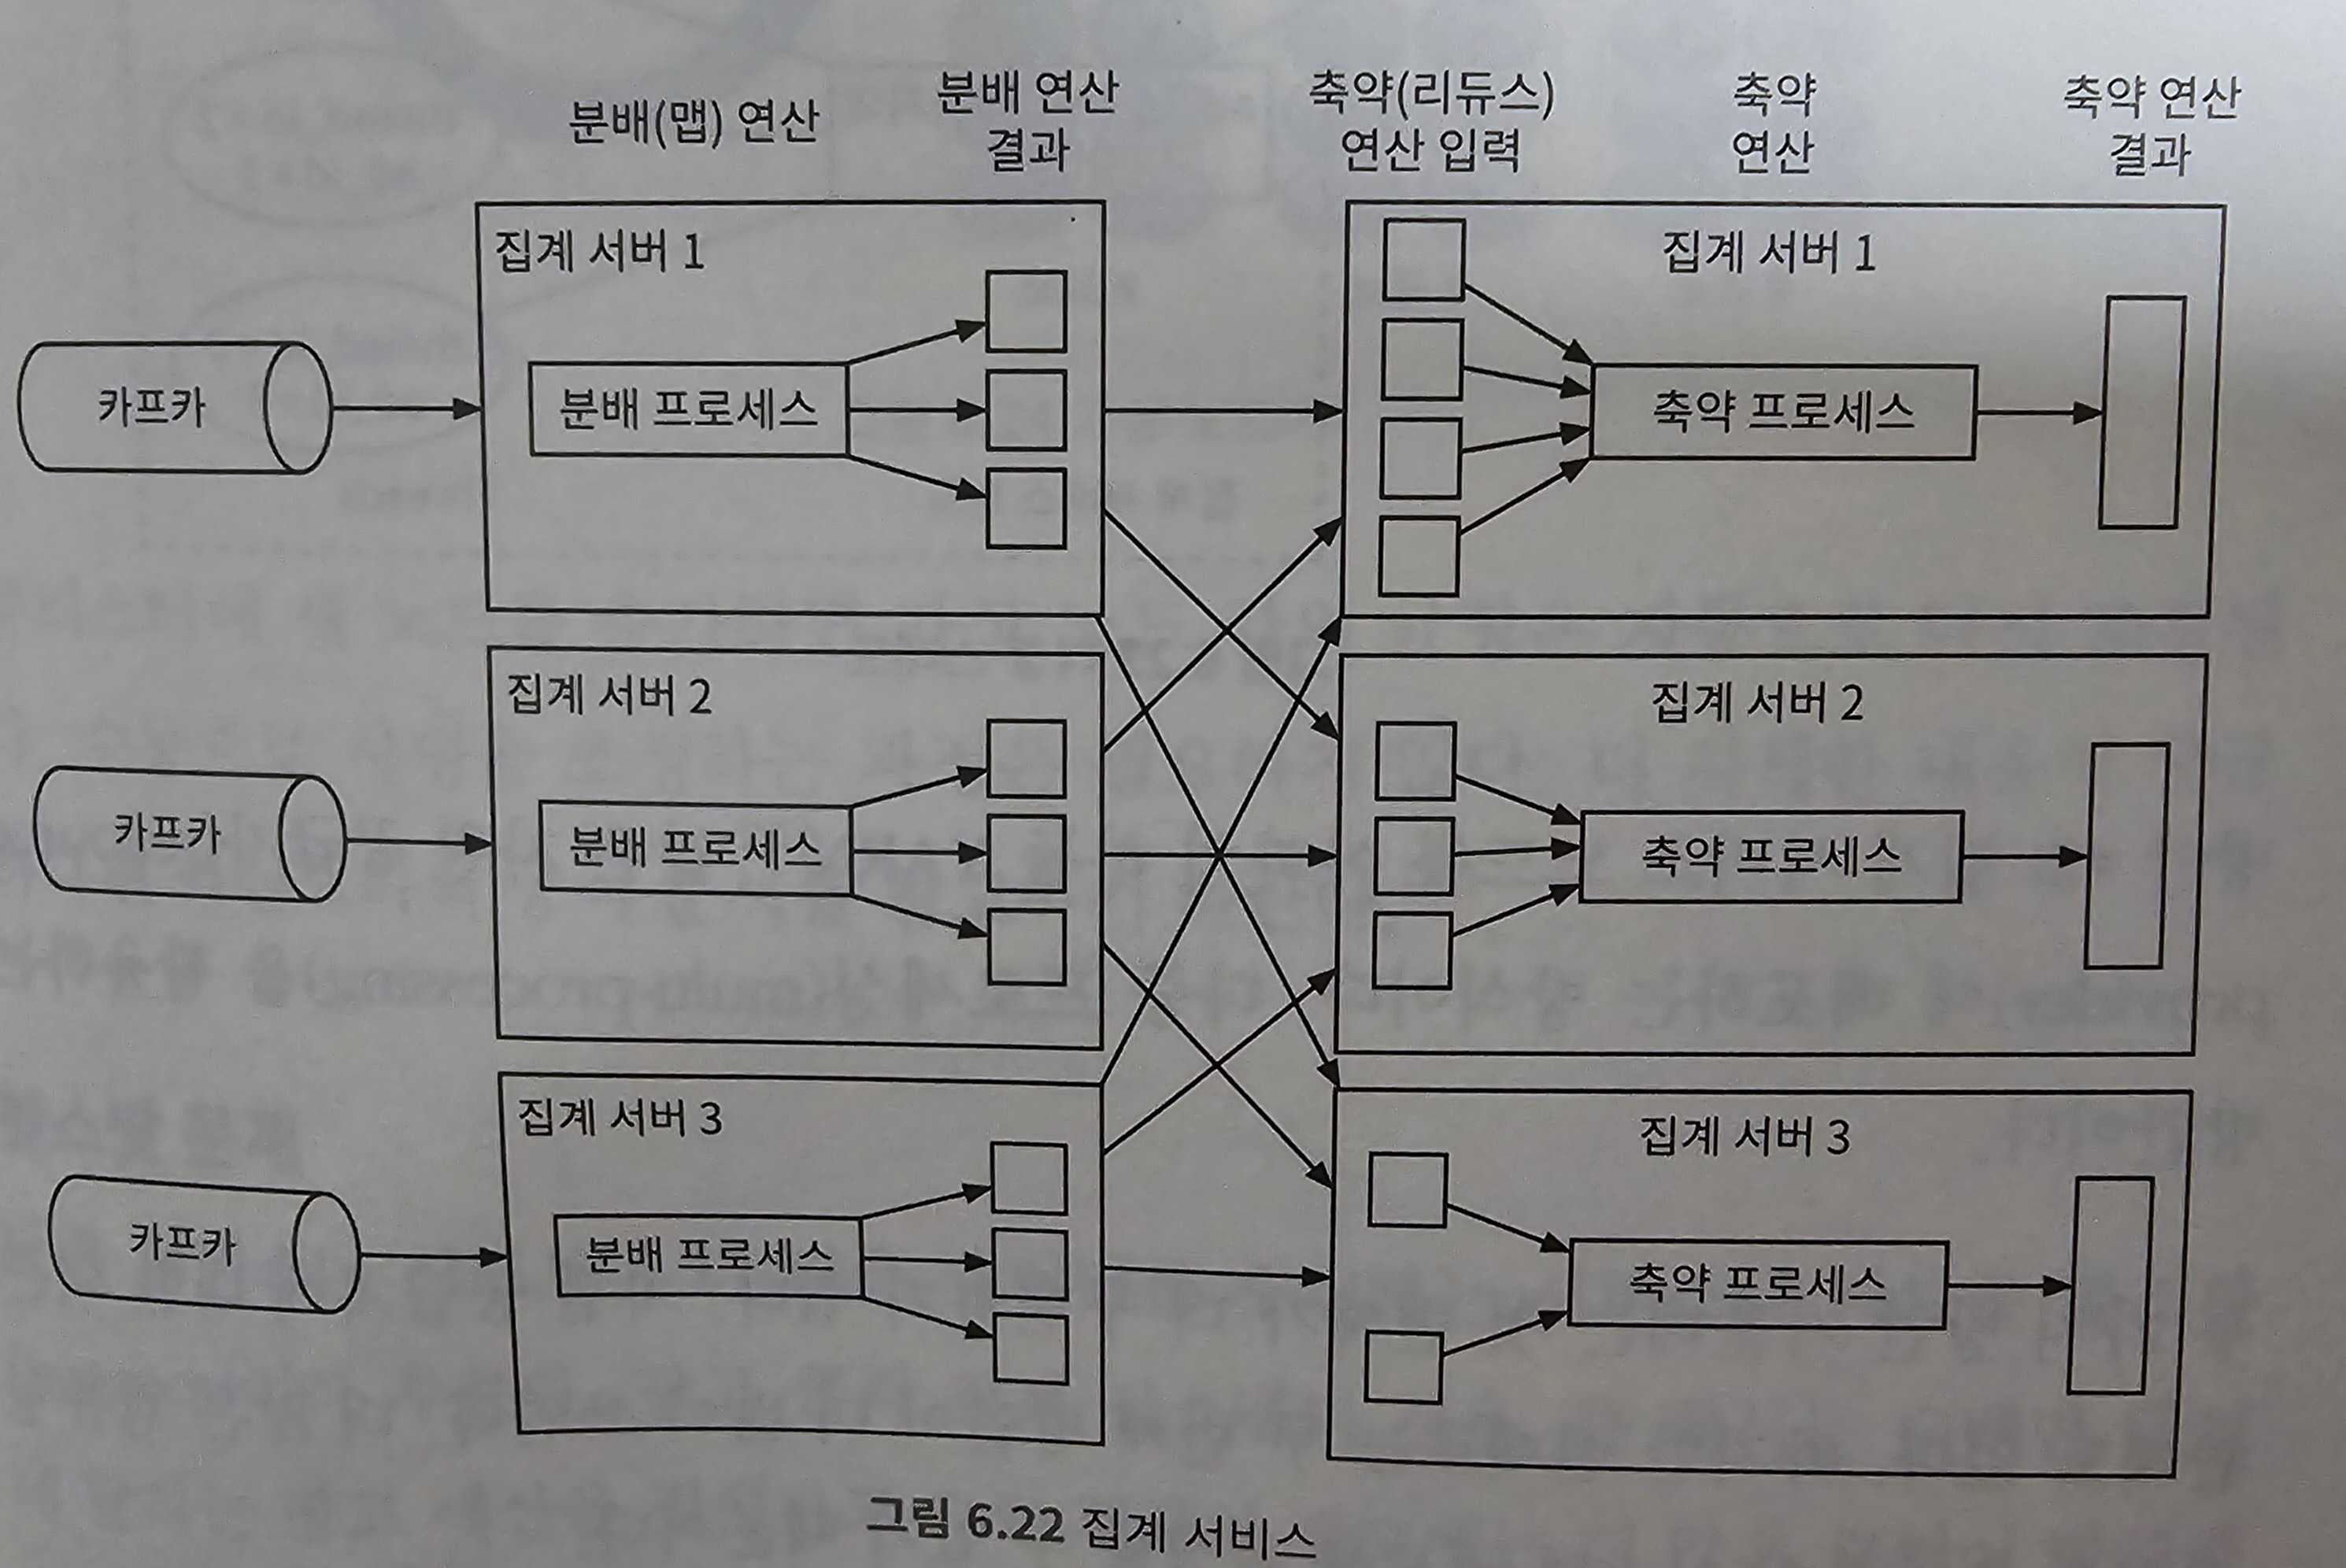 분배(맵) 연산
분배 연산
결과
축약(리듀스)
연산 입력
축약
연산
축약 연산
결과
집계 서버 1
카프카
분배 프로세스
집계 서버 1
축약 프로세스
집계 서버 2
카프카
분배 프로세스
집계 서버 2
축약 프로세스
집계 서버 3
카프카
분배 프로세스
집계 서버 3
축약 프로세스
그림 6.22 집계 서비스